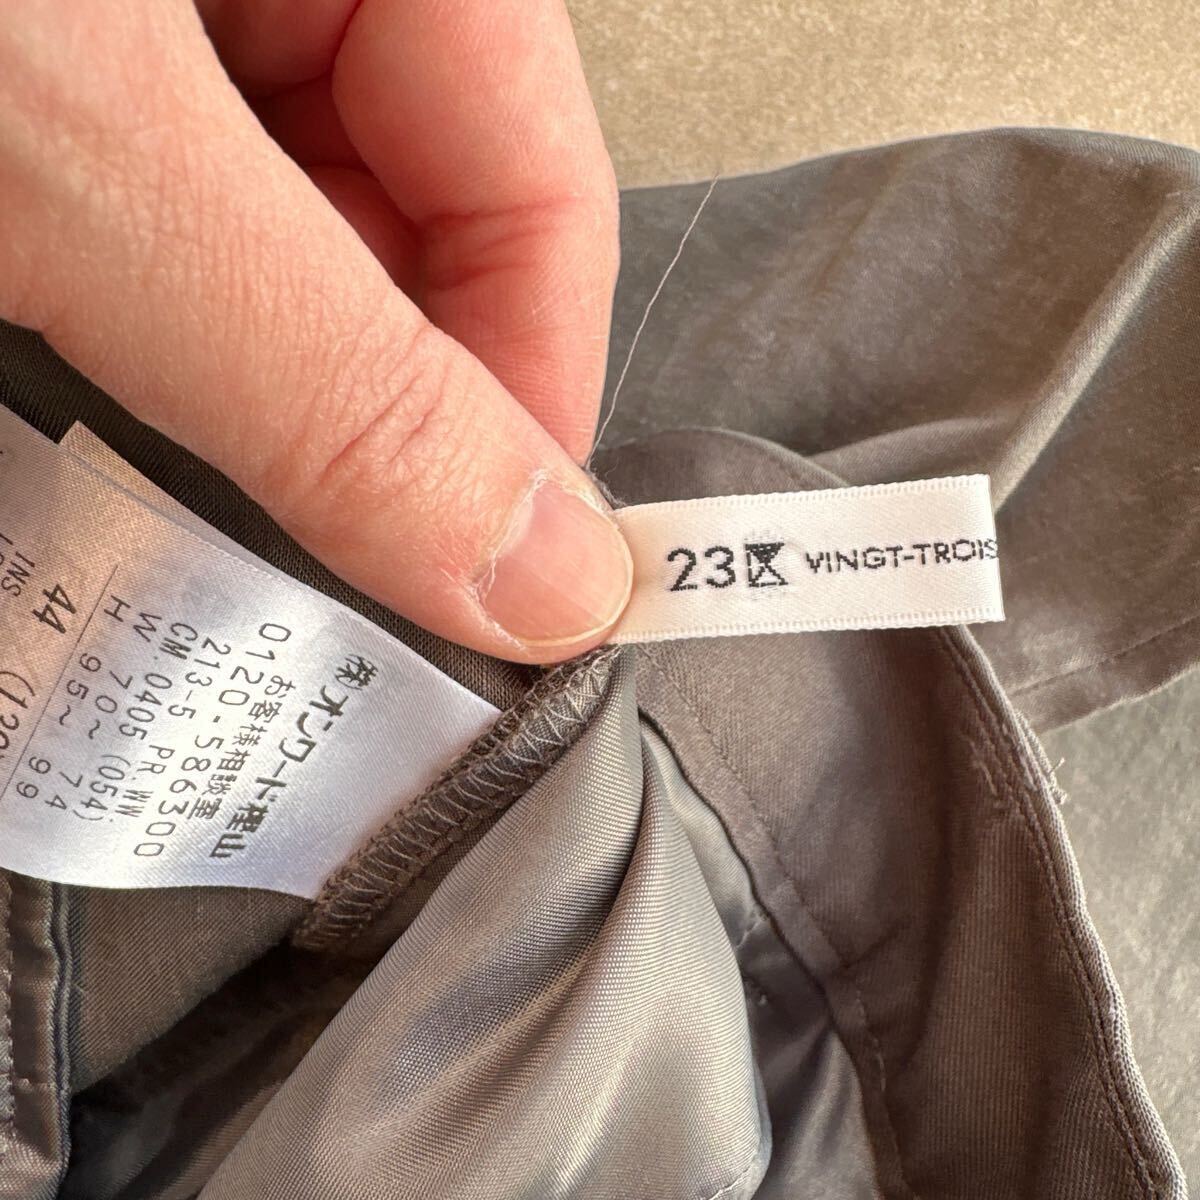 23区 VINGT-TROIS
㈱オンワード樫山
お客様相談室
0120-586300
213-5 PR.WW.
CM.0405 (054)
W 70~ 74
H 95~ 99
44
INS